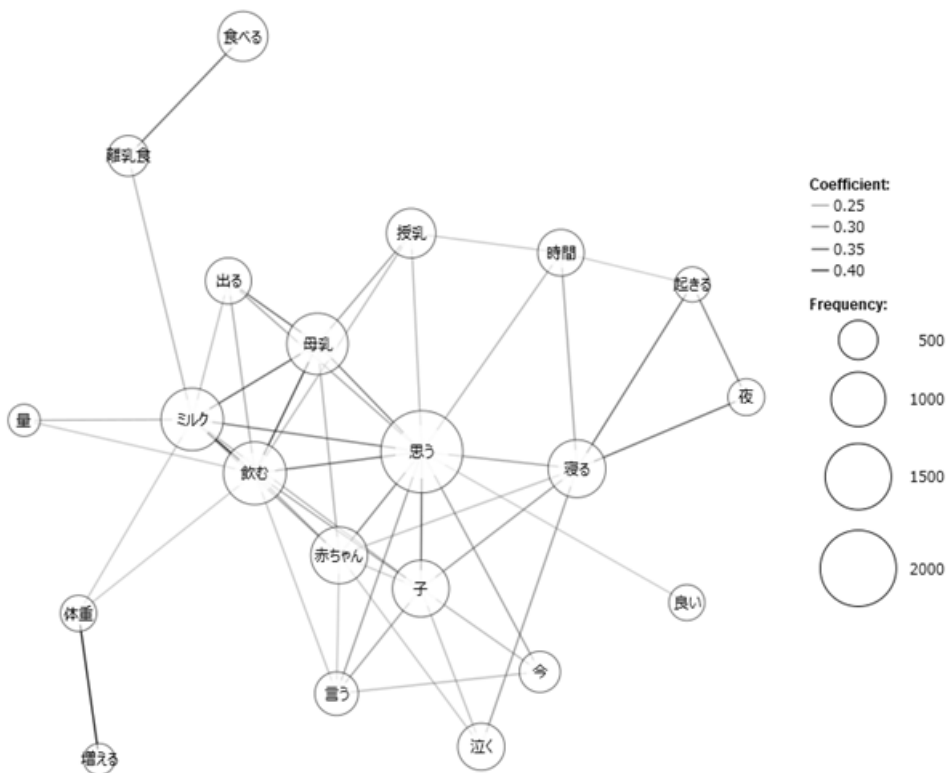 食べる
離乳食
授乳
時間
出る
起きる
母乳
夜
量
ミルク
思う
飲む
寝る
赤ちゃん
子
良い
体重
今
言う
泣く
増える
Coefficient:
0.25
0.30
0.35
0.40
Frequency:
500
1000
1500
2000